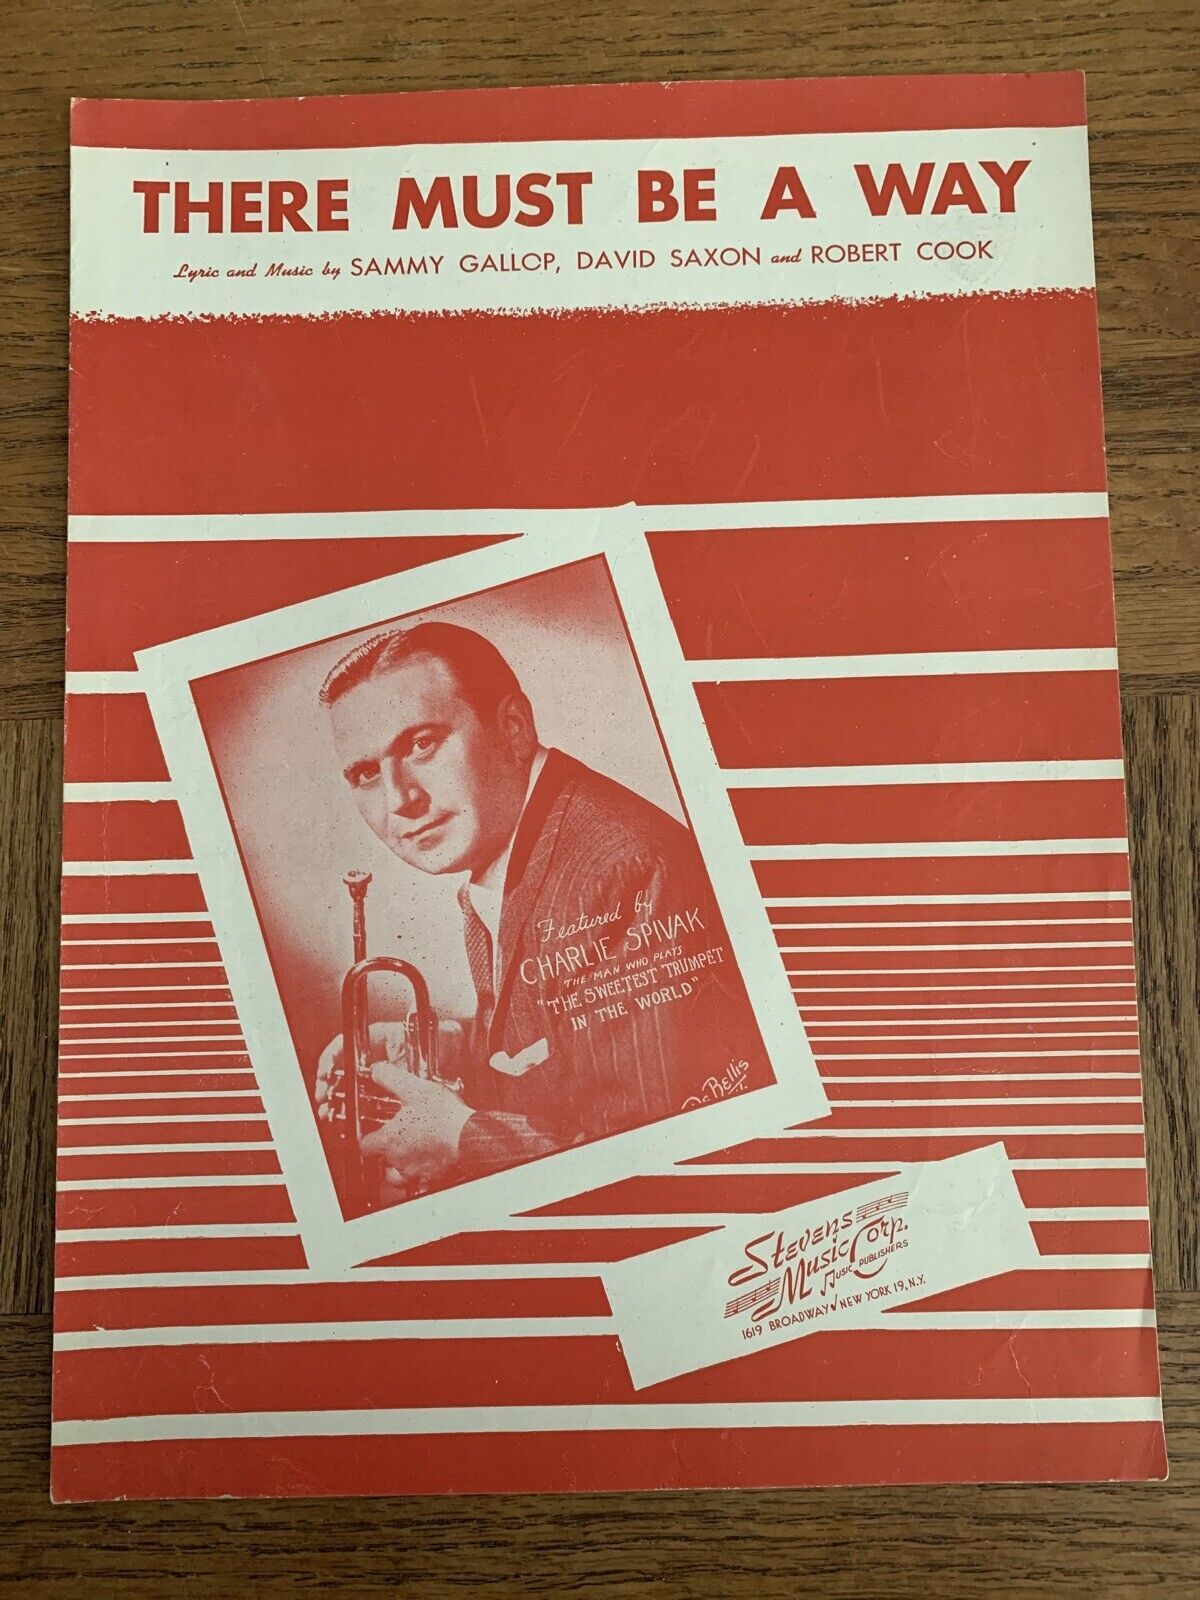 THERE MUST BE A WAY
Lyric and Music by SAMMY GALLOP, DAVID SAXON and ROBERT COOK
Featured by
CHARLIE SPIVAK
THE MAN WHO PLAYS
"THE SWEETEST TRUMPET
IN THE WORLD"
De Bellis
Stevens
Music Corp.
MUSIC PUBLISHERS
1619 BROADWAY NEW YORK 19, N.Y.